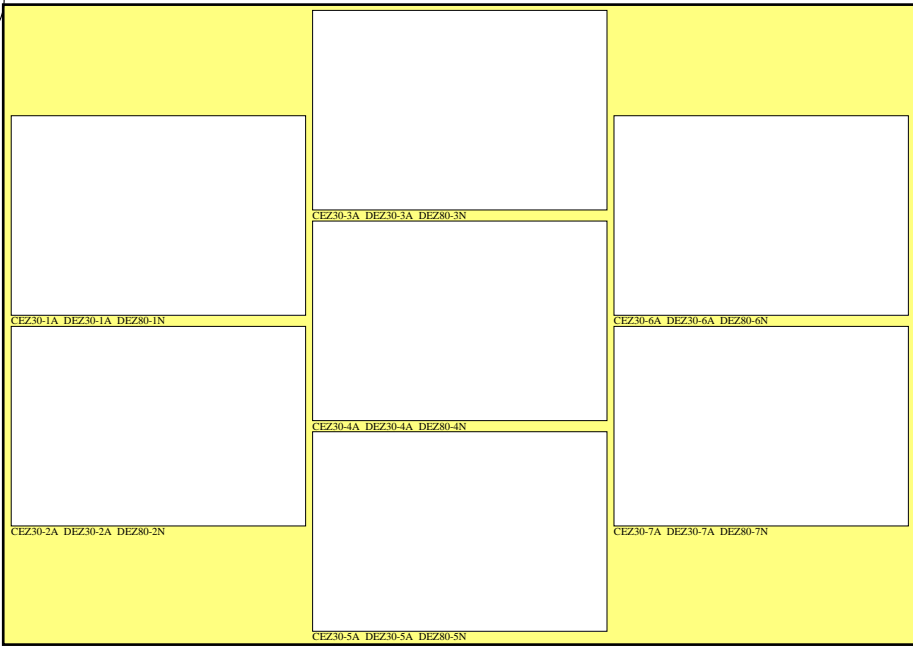 CEZ30-3A DEZ30-3A DEZ80-3N
CEZ30-1A DEZ30-1A DEZ80-1N
CEZ30-6A DEZ30-6A DEZ80-6N
CEZ30-4A DEZ30-4A DEZ80-4N
CEZ30-2A DEZ30-2A DEZ80-2N
CEZ30-7A DEZ30-7A DEZ80-7N
CEZ30-5A DEZ30-5A DEZ80-5N